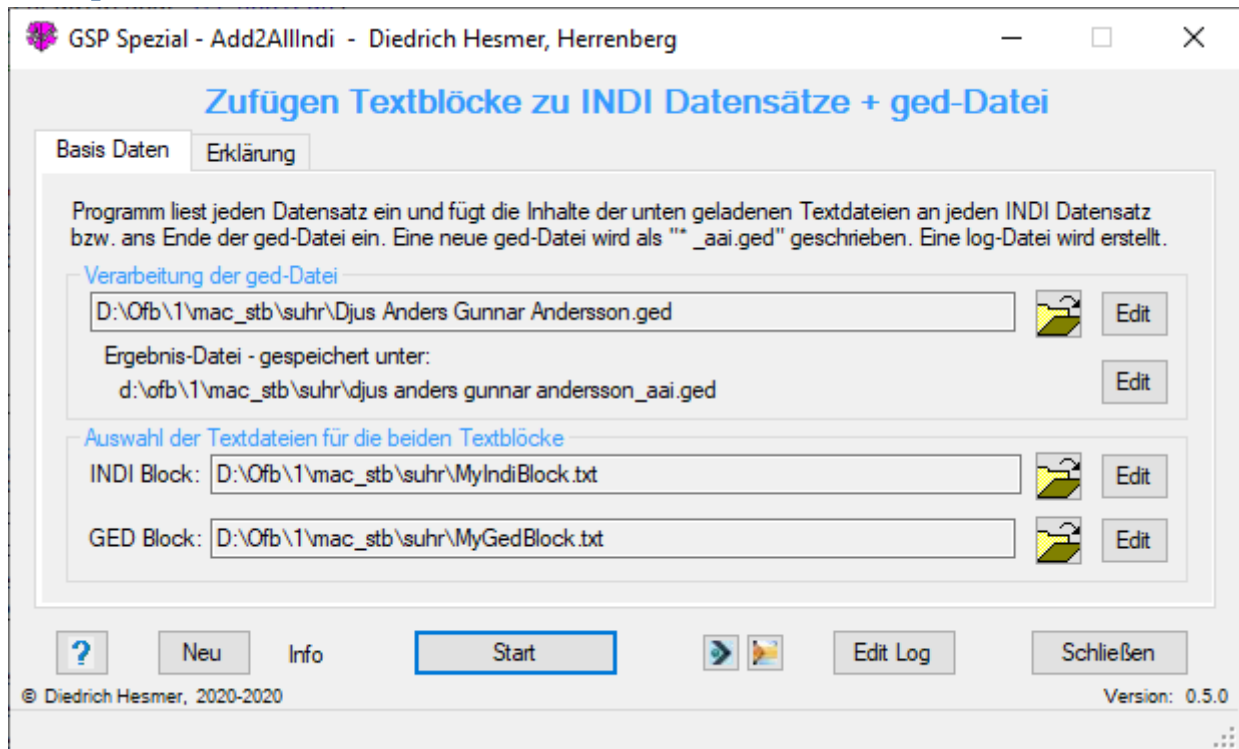 GSP Spezial - Add2AllIndi - Diedrich Hesmer, Herrenberg
Zufügen Textblöcke zu INDI Datensätze + ged-Datei
Basis Daten
Erklärung
Programm liest jeden Datensatz ein und fügt die Inhalte der unten geladenen Textdateien an jeden INDI Datensatz
bzw. ans Ende der ged-Datei ein. Eine neue ged-Datei wird als "* _aai.ged" geschrieben. Eine log-Datei wird erstellt.
Verarbeitung der ged-Datei
D:\Ofb\1\mac_stb\suhr\Djus Anders Gunnar Andersson.ged
Edit
Ergebnis-Datei - gespeichert unter:
d:\ofb\1\mac_stb\suhr\djus anders gunnar andersson_aai.ged
Edit
Auswahl der Textdateien für die beiden Textblöcke
INDI Block: D:\Ofb\1\mac_stb\suhr\MyIndiBlock.txt
Edit
GED Block: D:\Ofb\1\mac_stb\suhr\MyGedBlock.txt
Edit
? Neu Info Start Edit Log Schließen
© Diedrich Hesmer, 2020-2020
Version: 0.5.0